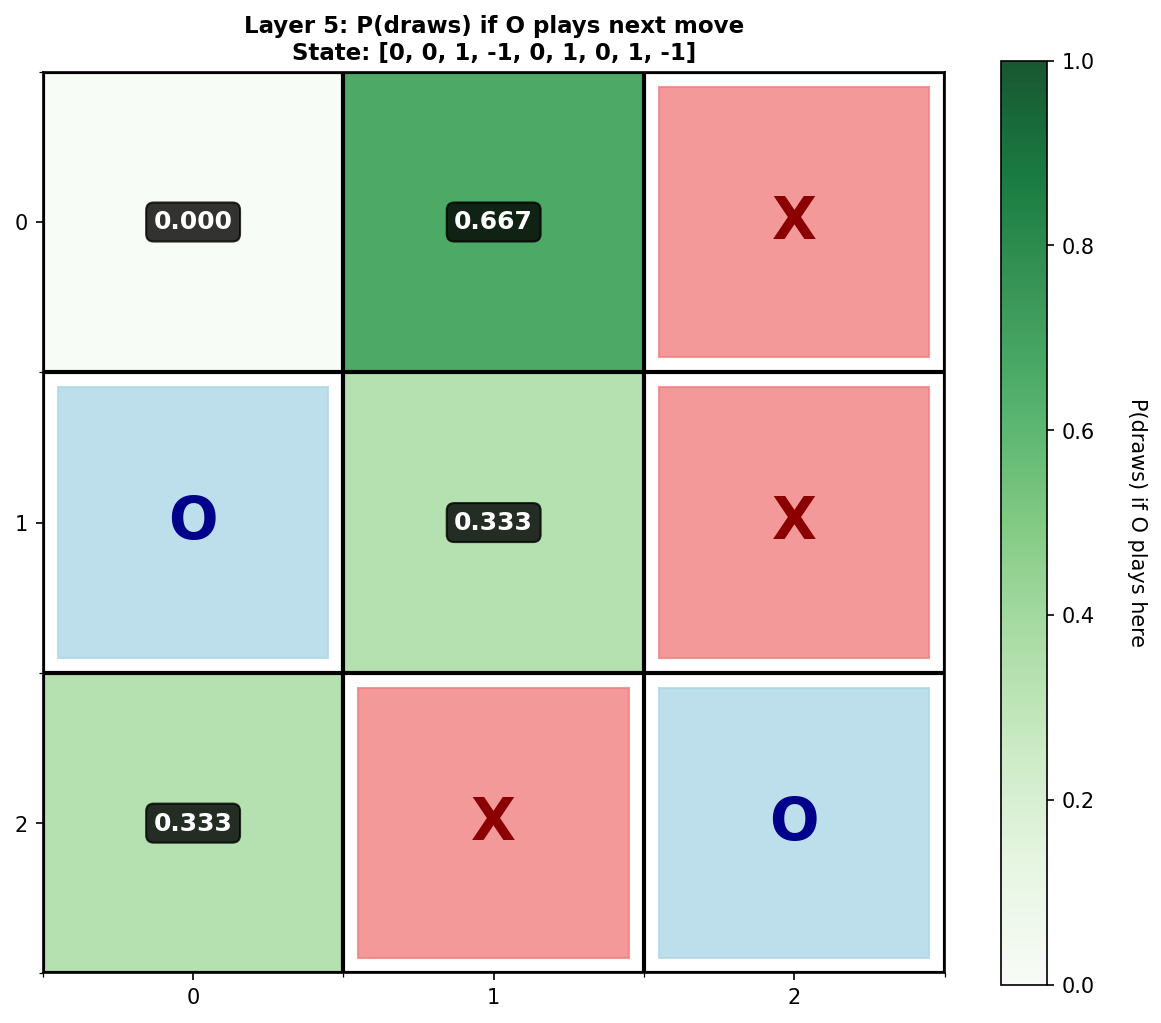 Layer 5: P(draws) if O plays next move
State: [0, 0, 1, -1, 0, 1, 0, 1, -1]
0
0.000
0.667
X
1
O
0.333
X
2
0.333
X
O
0
1
2
1.0
0.8
0.6
0.4
0.2
0.0
P(draws) if O plays here